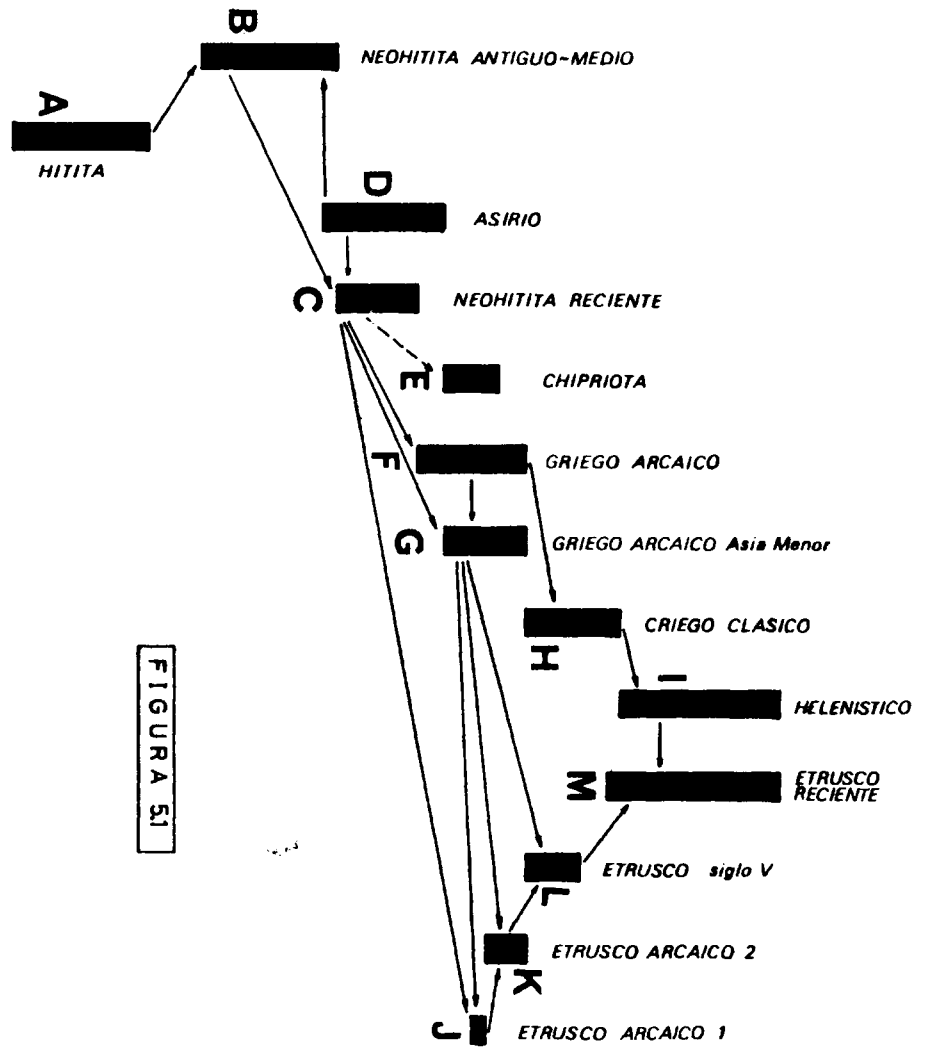 B
NEOHITITA ANTIGUO-MEDIO
A
HITITA
D
ASIRIO
C
NEOHITITA RECIENTE
E
CHIPRIOTA
F
GRIEGO ARCAICO
G
GRIEGO ARCAICO Asia Menor
CRIEGO CLASICO
H
I
HELENISTICO
M
ETRUSCO
RECIENTE
ETRUSCO siglo V
L
ETRUSCO ARCAICO 2
K
J
ETRUSCO ARCAICO 1
FIGURA 5.1